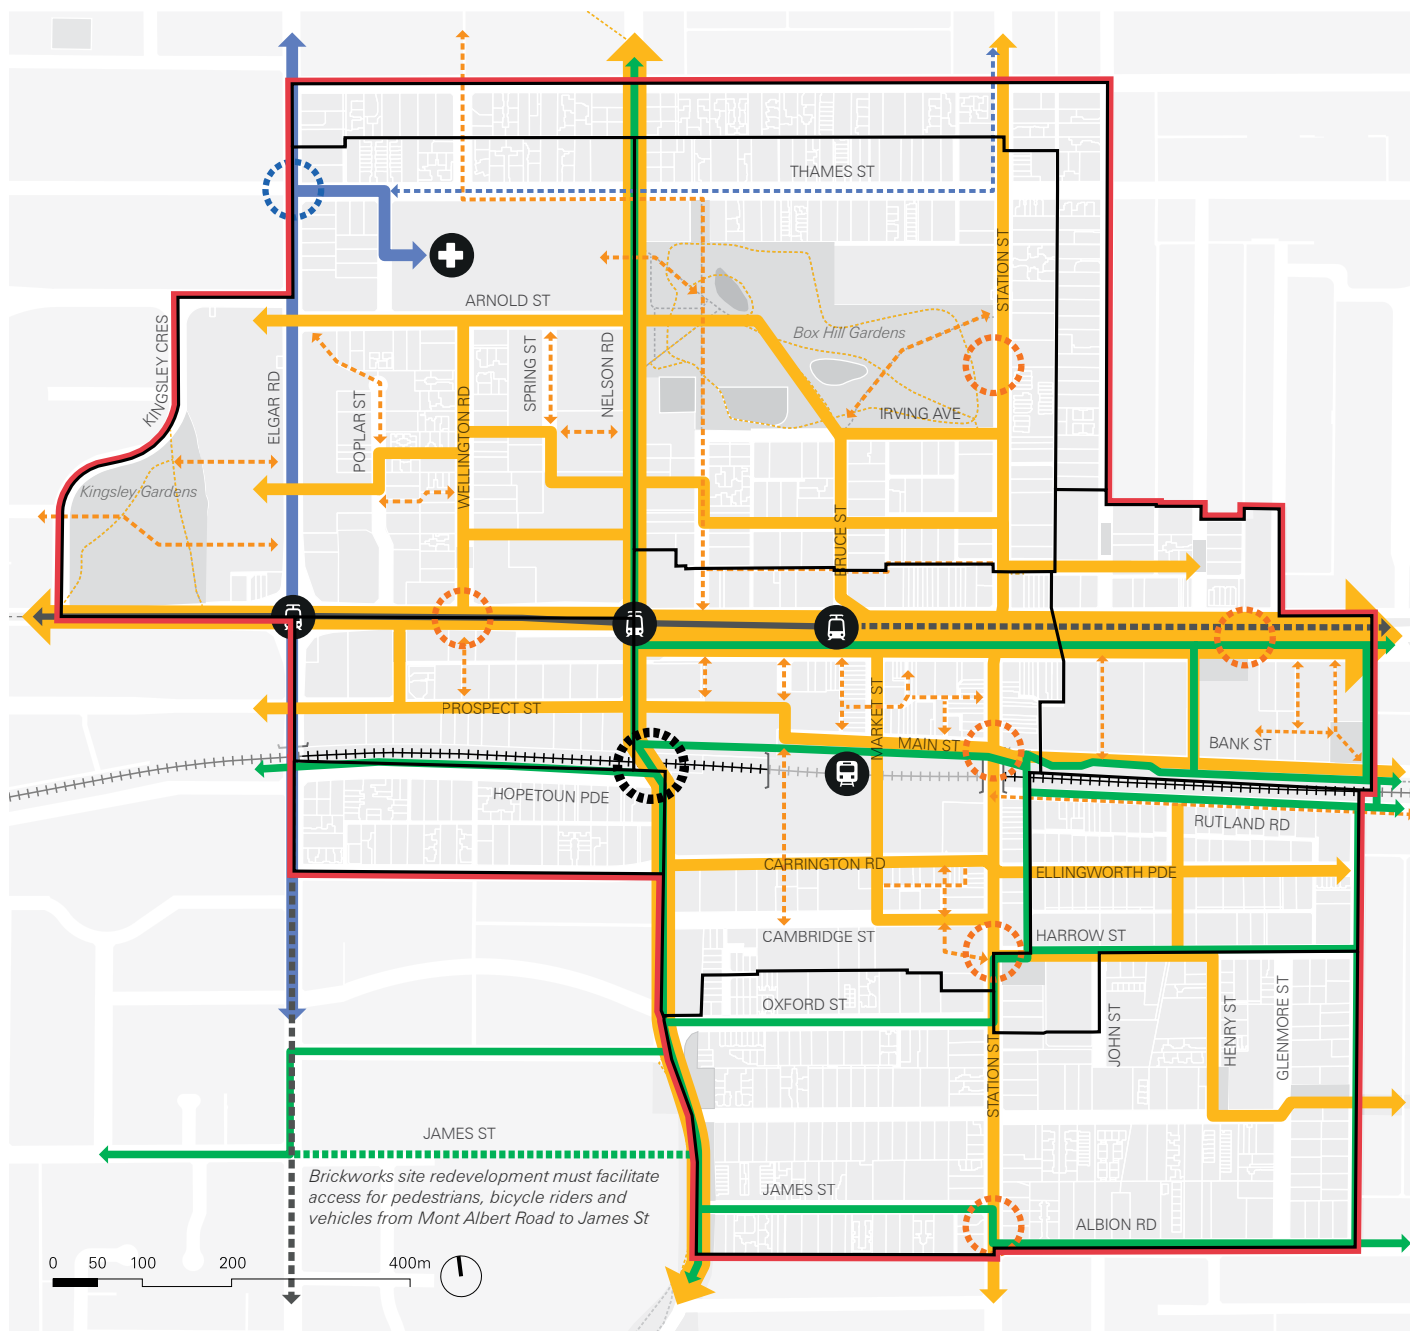 THAMES ST
STATION ST
ARNOLD ST
Box Hill Gardens
KINGSLEY CRES
ELGAR RD
POPLAR ST
WELLINGTON RD
SPRING ST
NELSON RD
IRVING AVE
Kingsley Gardens
BRUCE ST
PROSPECT ST
MARKET ST
MAIN ST
BANK ST
HOPETOUN PDE
RUTLAND RD
CARRINGTON RD
ELLINGWORTH PDE
CAMBRIDGE ST
HARROW ST
OXFORD ST
STATION ST
JOHN ST
HENRY ST
GLENMORE ST
JAMES ST
Brickworks site redevelopment must facilitate
access for pedestrians, bicycle riders and
vehicles from Mont Albert Road to James St
JAMES ST
ALBION RD
0 50 100 200 400m